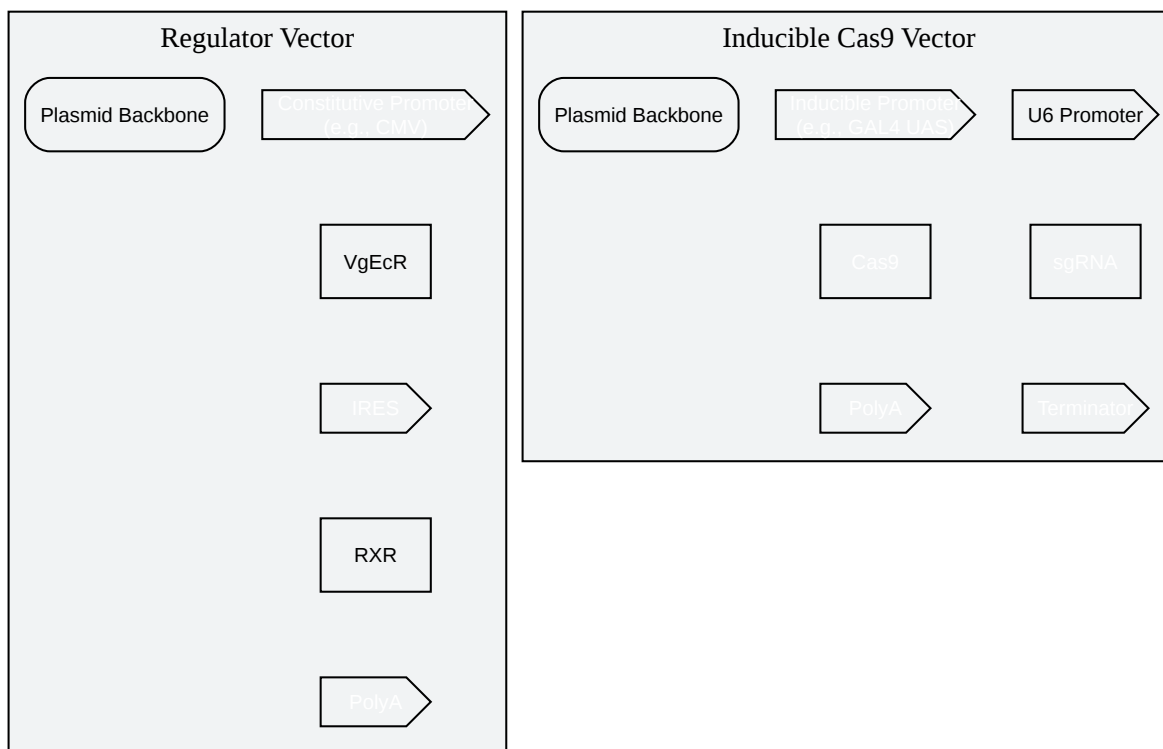 Regulator Vector
Plasmid Backbone
Constitutive Promoter
(e.g., CMV)
VgEcR
IRES
RXR
PolyA
Inducible Cas9 Vector
Plasmid Backbone
Inducible Promoter
(e.g., GAL4 UAS)
U6 Promoter
Cas9
sgRNA
PolyA
Terminator